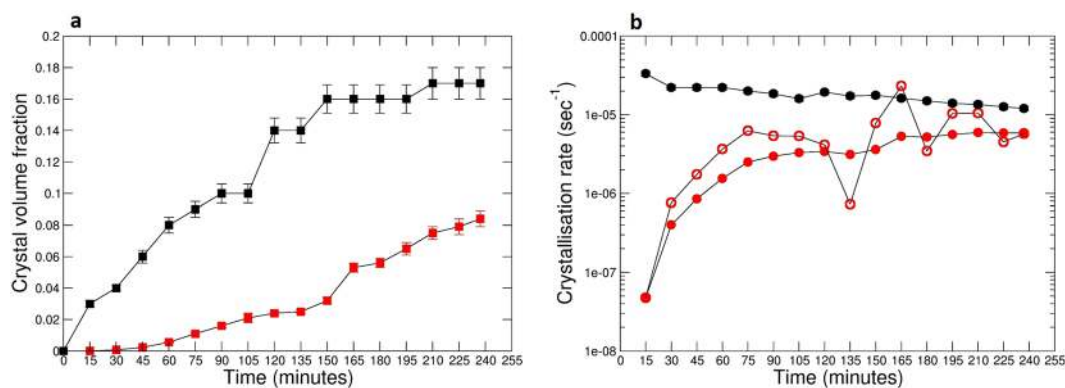 a
0.2
0.18
0.16
0.14
0.12
0.1
0.08
0.06
0.04
0.02
0
Crystal volume fraction
0 15 30 45 60 75 90 105 120 135 150 165 180 195 210 225 240 255
Time (minutes)
b
0.0001
1e-05
1e-06
1e-07
1e-08
Crystallisation rate (sec⁻¹)
0 15 30 45 60 75 90 105 120 135 150 165 180 195 210 225 240 255
Time (minutes)